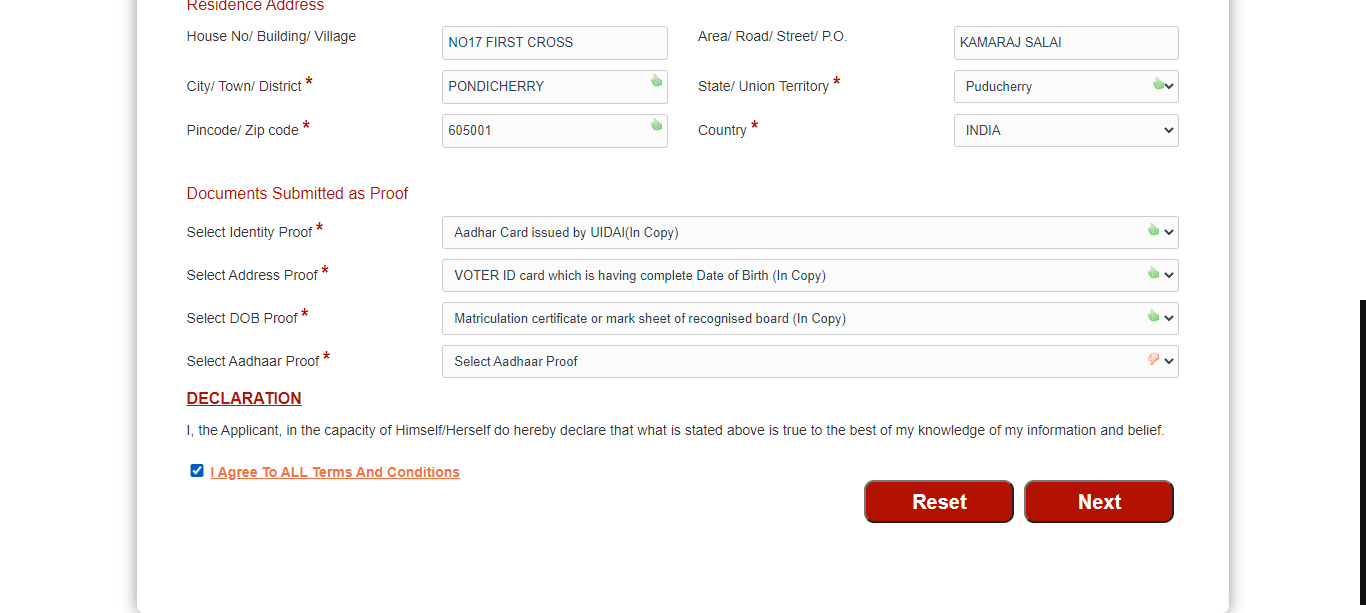 Residence Address
House No/ Building/ Village NO17 FIRST CROSS Area/ Road/ Street/ P.O. KAMARAJ SALAI
City/ Town/ District * PONDICHERRY State/ Union Territory * Puducherry
Pincode/ Zip code * 605001 Country * INDIA
Documents Submitted as Proof
Select Identity Proof * Aadhar Card issued by UIDAI(In Copy)
Select Address Proof * VOTER ID card which is having complete Date of Birth (In Copy)
Select DOB Proof * Matriculation certificate or mark sheet of recognised board (In Copy)
Select Aadhaar Proof * Select Aadhaar Proof
DECLARATION
I, the Applicant, in the capacity of Himself/Herself do hereby declare that what is stated above is true to the best of my knowledge of my information and belief.
I Agree To ALL Terms And Conditions
Reset Next